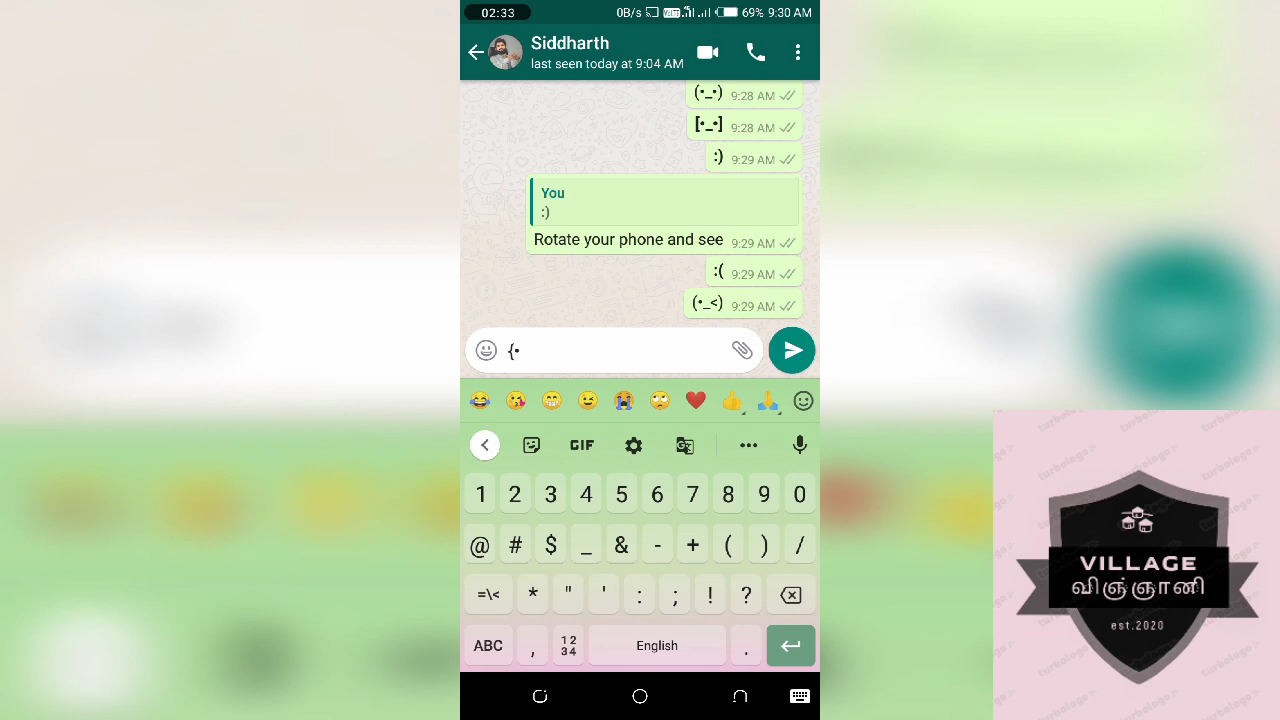 02:33
0B/s VoLTE 4G 69% 9:30 AM
Siddharth
last seen today at 9:04 AM
(•_•) 9:28 AM
[•_•] 9:28 AM
:) 9:29 AM
You
:)
Rotate your phone and see 9:29 AM
:( 9:29 AM
(•_<) 9:29 AM
{•
GIF
1 2 3 4 5 6 7 8 9 0
@ # $ _ & - + ( ) /
=\< * " ' : ; ! ?
ABC , 12 34 English .
VILLAGE
விஞ்ஞானி
est.2020
turbologo